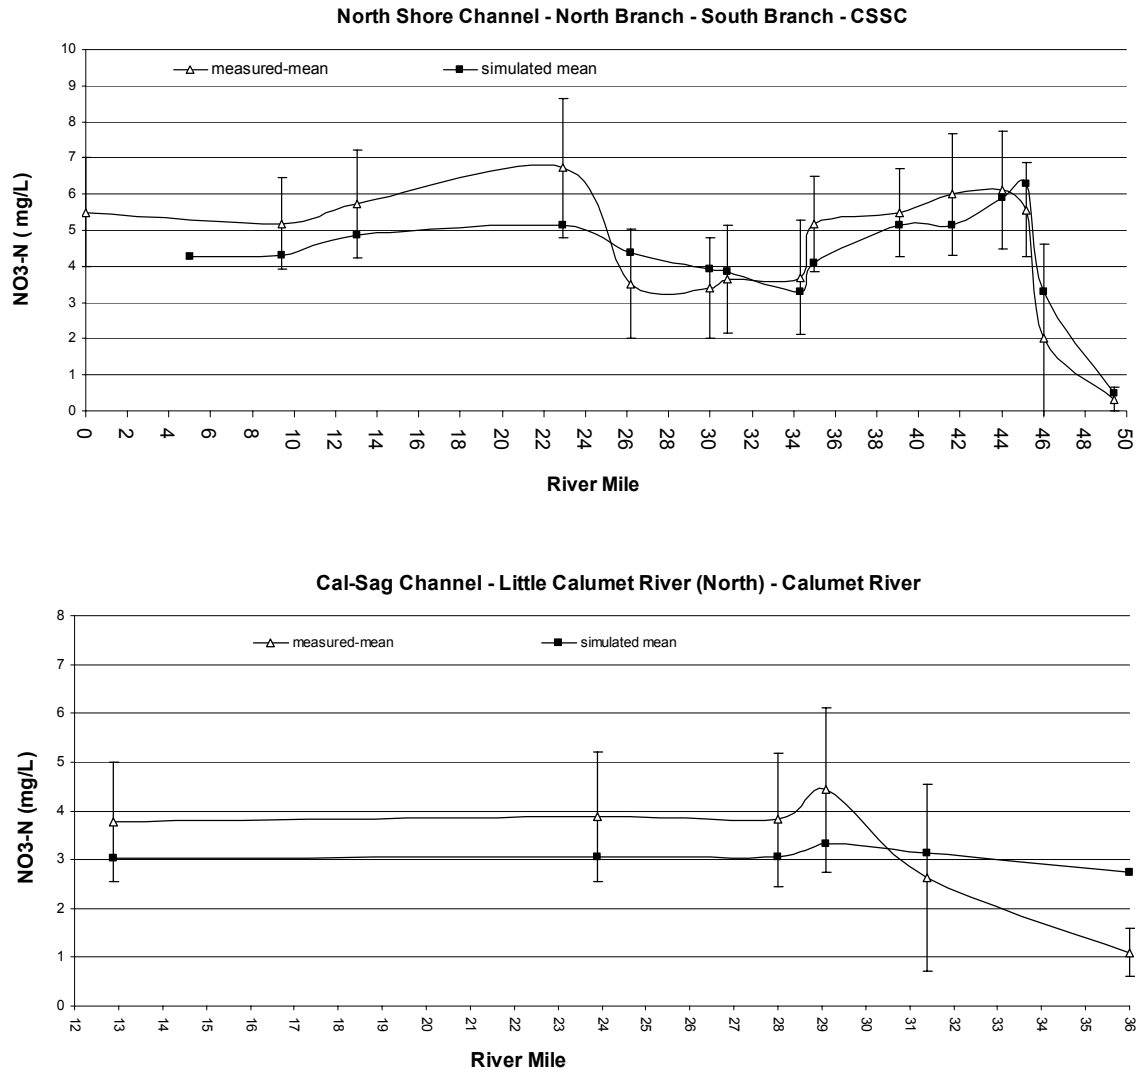 North Shore Channel - North Branch - South Branch - CSSC
10
9
8
7
6
5
4
3
2
1
0
measured-mean simulated mean
NO3-N ( mg/L)
0 2 4 6 8 10 12 14 16 18 20 22 24 26 28 30 32 34 36 38 40 42 44 46 48 50
River Mile
Cal-Sag Channel - Little Calumet River (North) - Calumet River
8
7
6
5
4
3
2
1
0
measured-mean simulated mean
NO3-N (mg/L)
12 13 14 15 16 17 18 19 20 21 22 23 24 25 26 27 28 29 30 31 32 33 34 35 36
River Mile